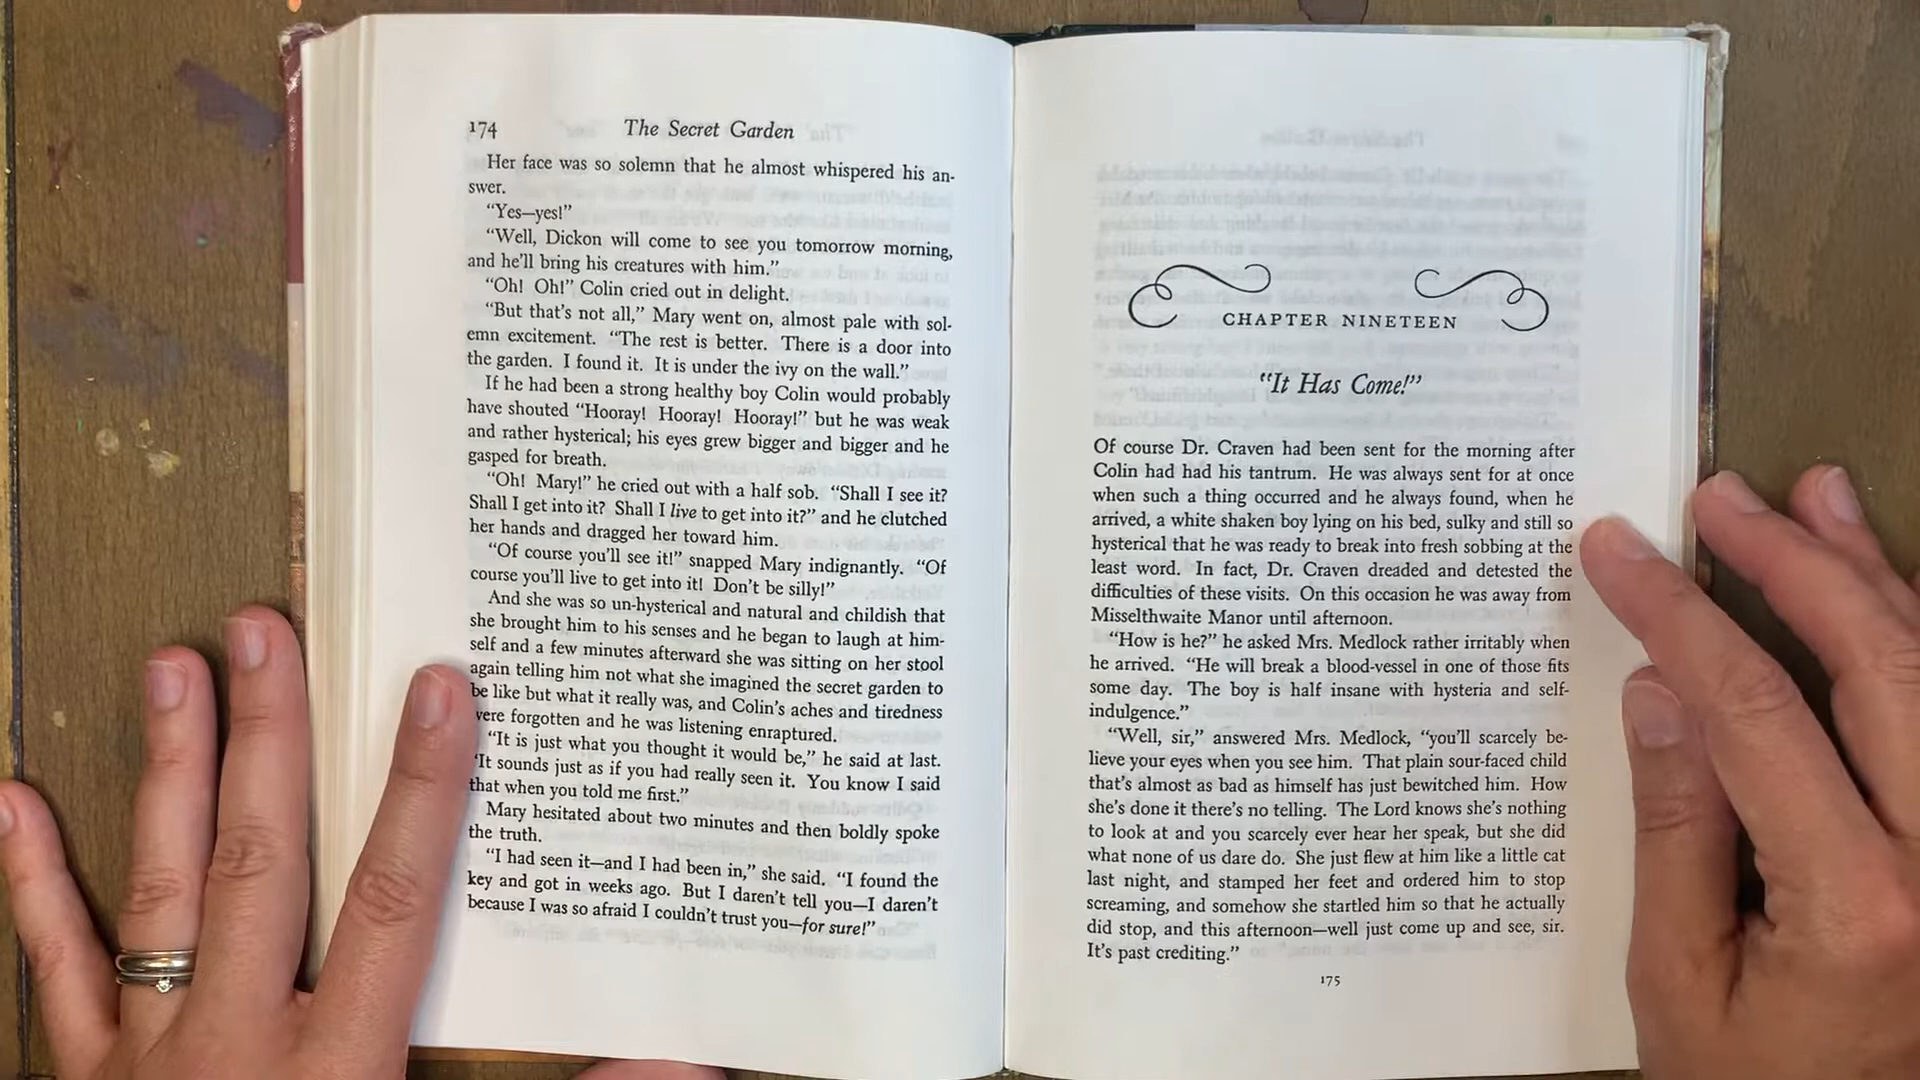 174 The Secret Garden
Her face was so solemn that he almost whispered his an-
swer.
“Yes—yes!”
“Well, Dickon will come to see you tomorrow morning,
and he’ll bring his creatures with him.”
“Oh! Oh!” Colin cried out in delight.
“But that’s not all,” Mary went on, almost pale with sol-
emn excitement. “The rest is better. There is a door into
the garden. I found it. It is under the ivy on the wall.”
If he had been a strong healthy boy Colin would probably
have shouted “Hooray! Hooray! Hooray!” but he was weak
and rather hysterical; his eyes grew bigger and bigger and he
gasped for breath.
“Oh! Mary!” he cried out with a half sob. “Shall I see it?
Shall I get into it? Shall I live to get into it?” and he clutched
her hands and dragged her toward him.
“Of course you’ll see it!” snapped Mary indignantly. “Of
course you’ll live to get into it! Don’t be silly!”
And she was so un-hysterical and natural and childish that
she brought him to his senses and he began to laugh at him-
self and a few minutes afterward she was sitting on her stool
again telling him not what she imagined the secret garden to
be like but what it really was, and Colin’s aches and tiredness
were forgotten and he was listening enraptured.
“It is just what you thought it would be,” he said at last.
“It sounds just as if you had really seen it. You know I said
that when you told me first.”
Mary hesitated about two minutes and then boldly spoke
the truth.
“I had seen it—and I had been in,” she said. “I found the
key and got in weeks ago. But I daren’t tell you—I daren’t
because I was so afraid I couldn’t trust you—for sure!”
CHAPTER NINETEEN
“It Has Come!”
Of course Dr. Craven had been sent for the morning after
Colin had had his tantrum. He was always sent for at once
when such a thing occurred and he always found, when he
arrived, a white shaken boy lying on his bed, sulky and still so
hysterical that he was ready to break into fresh sobbing at the
least word. In fact, Dr. Craven dreaded and detested the
difficulties of these visits. On this occasion he was away from
Misselthwaite Manor until afternoon.
“How is he?” he asked Mrs. Medlock rather irritably when
he arrived. “He will break a blood-vessel in one of those fits
some day. The boy is half insane with hysteria and self-
indulgence.”
“Well, sir,” answered Mrs. Medlock, “you’ll scarcely be-
lieve your eyes when you see him. That plain sour-faced child
that’s almost as bad as himself has just bewitched him. How
she’s done it there’s no telling. The Lord knows she’s nothing
to look at and you scarcely ever hear her speak, but she did
what none of us dare do. She just flew at him like a little cat
last night, and stamped her feet and ordered him to stop
screaming, and somehow she startled him so that he actually
did stop, and this afternoon—well just come up and see, sir.
It’s past crediting.”
175